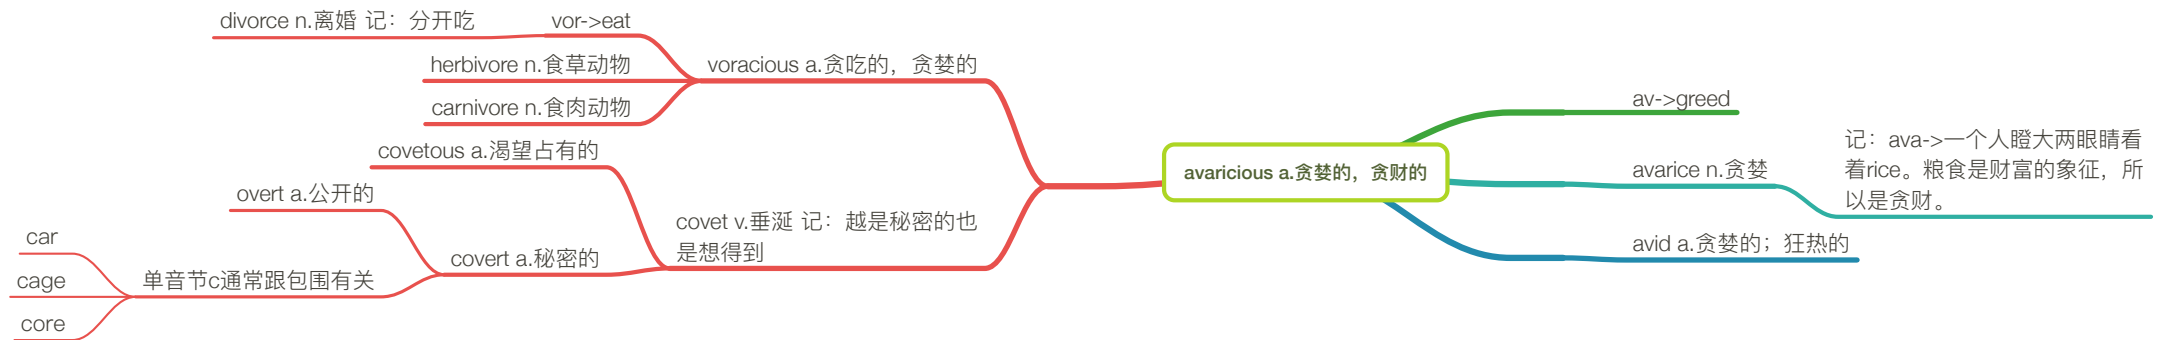 divorce n.离婚 记：分开吃
vor->eat
herbivore n.食草动物
carnivore n.食肉动物
voracious a.贪吃的，贪婪的
covetous a.渴望占有的
overt a.公开的
car
cage
core
单音节c通常跟包围有关
covert a.秘密的
covet v.垂涎 记：越是秘密的也
是想得到
avaricious a.贪婪的，贪财的
av->greed
avarice n.贪婪
记：ava->一个人瞪大两眼睛看
着rice。粮食是财富的象征，所
以是贪财。
avid a.贪婪的；狂热的